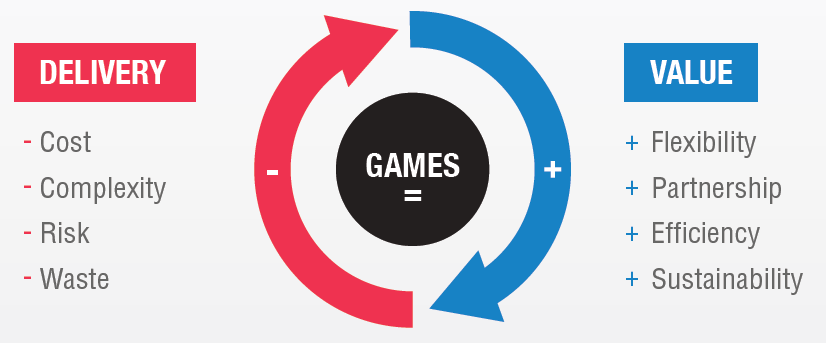 DELIVERY
- Cost
- Complexity
- Risk
- Waste
-
GAMES
=
+
VALUE
+ Flexibility
+ Partnership
+ Efficiency
+ Sustainability